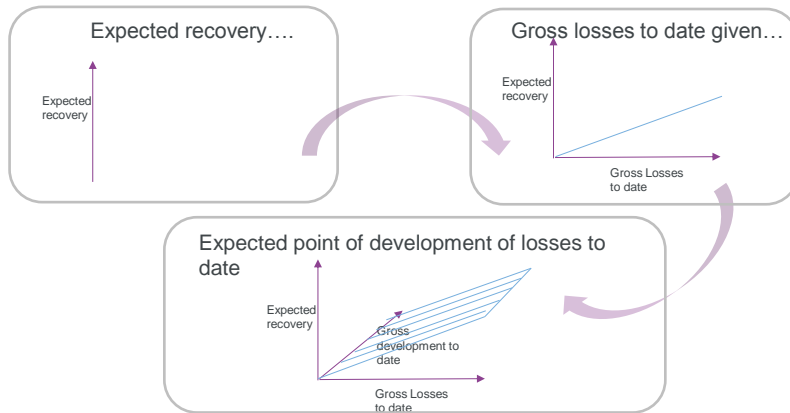 Expected recovery….
Expected
recovery
Gross losses to date given…
Expected
recovery
Gross Losses
to date
Expected point of development of losses to
date
Expected
recovery
Gross
development to
date
Gross Losses
to date